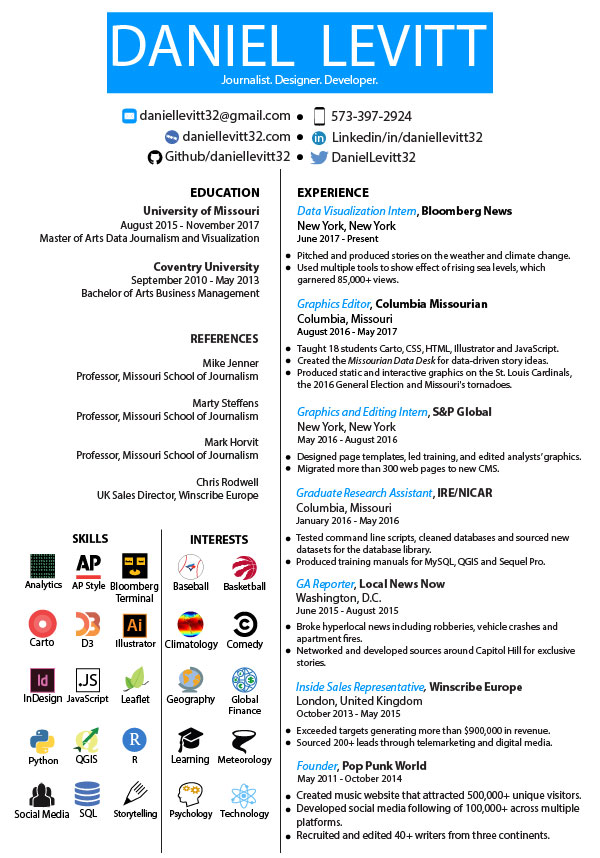 DANIEL LEVITT
Journalist. Designer. Developer.
daniellevitt32@gmail.com ● 573-397-2924
daniellevitt32.com ● Linkedin/in/daniellevitt32
Github/daniellevitt32 ● DanielLevitt32
EDUCATION
University of Missouri
August 2015 - November 2017
Master of Arts Data Journalism and Visualization
Coventry University
September 2010 - May 2013
Bachelor of Arts Business Management
REFERENCES
Mike Jenner
Professor, Missouri School of Journalism
Marty Steffens
Professor, Missouri School of Journalism
Mark Horvit
Professor, Missouri School of Journalism
Chris Rodwell
UK Sales Director, Winscribe Europe
SKILLS
Analytics
AP
AP Style
Bloomberg
Terminal
Carto
D3
D3
Ai
Illustrator
Id
InDesign
.JS
JavaScript
Leaflet
Python
QGIS
R
R
Social Media
SQL
Storytelling
INTERESTS
Baseball
Basketball
Climatology
Comedy
Geography
Global
Finance
Learning
Meteorology
Psychology
Technology
EXPERIENCE
Data Visualization Intern, Bloomberg News
New York, New York
June 2017 - Present
● Pitched and produced stories on the weather and climate change.
● Used multiple tools to show effect of rising sea levels, which
garnered 85,000+ views.
Graphics Editor, Columbia Missourian
Columbia, Missouri
August 2016 - May 2017
● Taught 18 students Carto, CSS, HTML, Illustrator and JavaScript.
● Created the Missourian Data Desk for data-driven story ideas.
● Produced static and interactive graphics on the St. Louis Cardinals,
the 2016 General Election and Missouri's tornadoes.
Graphics and Editing Intern, S&P Global
New York, New York
May 2016 - August 2016
● Designed page templates, led training, and edited analysts' graphics.
● Migrated more than 300 web pages to new CMS.
Graduate Research Assistant, IRE/NICAR
Columbia, Missouri
January 2016 - May 2016
● Tested command line scripts, cleaned databases and sourced new
datasets for the database library.
● Produced training manuals for MySQL, QGIS and Sequel Pro.
GA Reporter, Local News Now
Washington, D.C.
June 2015 - August 2015
● Broke hyperlocal news including robberies, vehicle crashes and
apartment fires.
● Networked and developed sources around Capitol Hill for exclusive
stories.
Inside Sales Representative, Winscribe Europe
London, United Kingdom
October 2013 - May 2015
● Exceeded targets generating more than $900,000 in revenue.
● Sourced 200+ leads through telemarketing and digital media.
Founder, Pop Punk World
May 2011 - October 2014
● Created music website that attracted 500,000+ unique visitors.
● Developed social media following of 100,000+ across multiple
platforms.
● Recruited and edited 40+ writers from three continents.